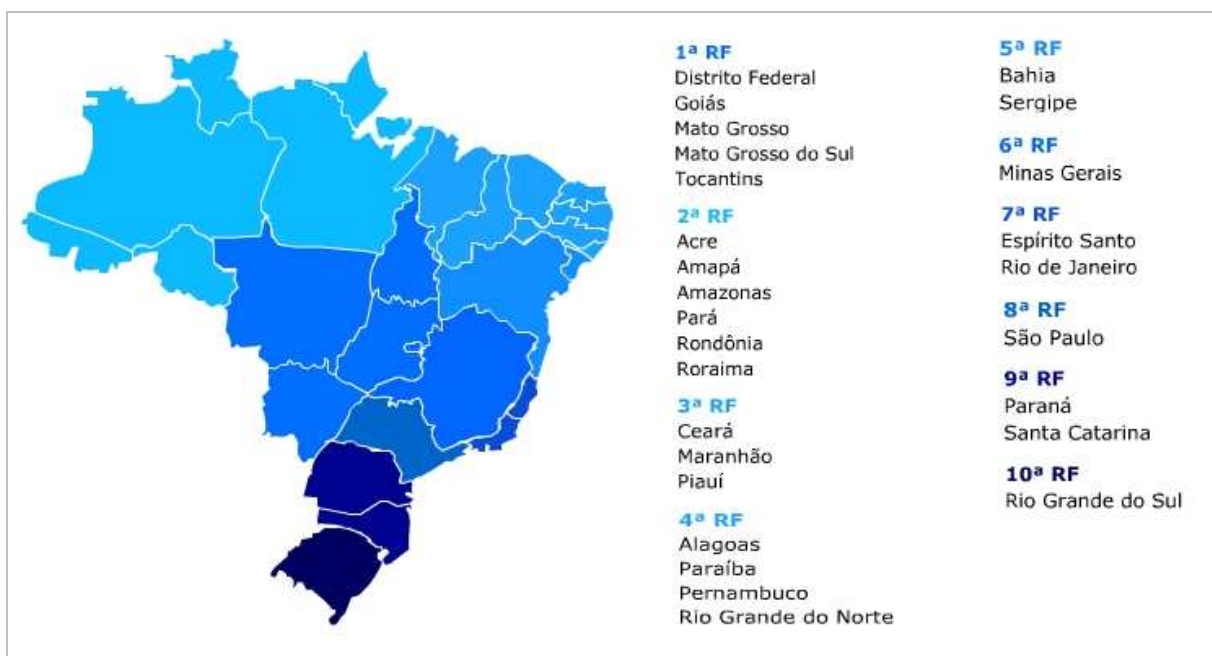 1ª RF
Distrito Federal
Goiás
Mato Grosso
Mato Grosso do Sul
Tocantins
2ª RF
Acre
Amapá
Amazonas
Pará
Rondônia
Roraima
3ª RF
Ceará
Maranhão
Piauí
4ª RF
Alagoas
Paraíba
Pernambuco
Rio Grande do Norte
5ª RF
Bahia
Sergipe
6ª RF
Minas Gerais
7ª RF
Espírito Santo
Rio de Janeiro
8ª RF
São Paulo
9ª RF
Paraná
Santa Catarina
10ª RF
Rio Grande do Sul